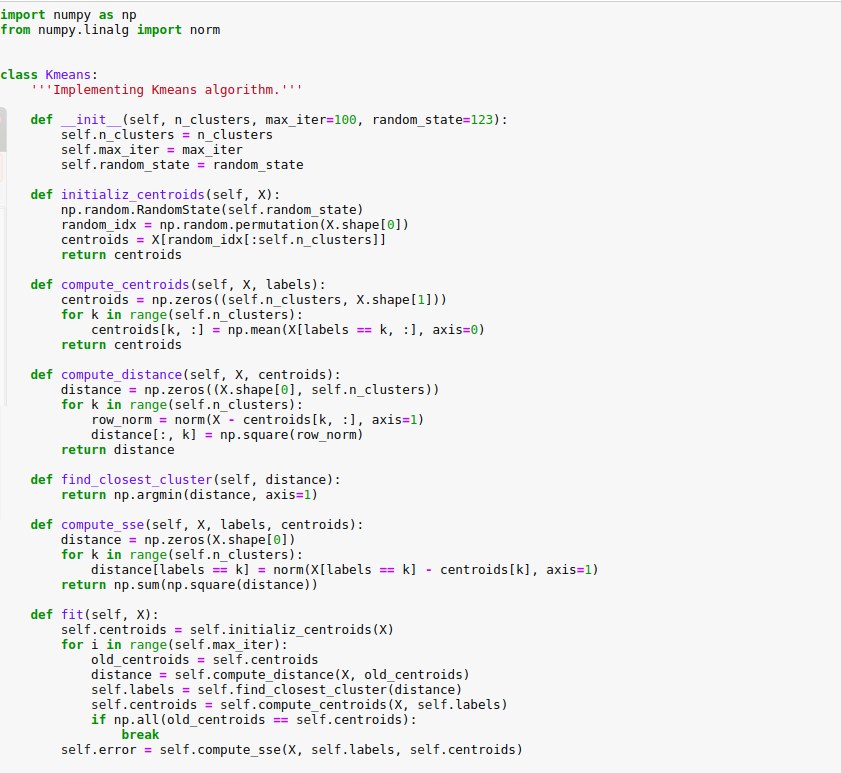 import numpy as np
from numpy.linalg import norm
class Kmeans:
    '''Implementing Kmeans algorithm.'''
    def __init__(self, n_clusters, max_iter=100, random_state=123):
        self.n_clusters = n_clusters
        self.max_iter = max_iter
        self.random_state = random_state
    def initializ_centroids(self, X):
        np.random.RandomState(self.random_state)
        random_idx = np.random.permutation(X.shape[0])
        centroids = X[random_idx[:self.n_clusters]]
        return centroids
    def compute_centroids(self, X, labels):
        centroids = np.zeros((self.n_clusters, X.shape[1]))
        for k in range(self.n_clusters):
            centroids[k, :] = np.mean(X[labels == k, :], axis=0)
        return centroids
    def compute_distance(self, X, centroids):
        distance = np.zeros((X.shape[0], self.n_clusters))
        for k in range(self.n_clusters):
            row_norm = norm(X - centroids[k, :], axis=1)
            distance[:, k] = np.square(row_norm)
        return distance
    def find_closest_cluster(self, distance):
        return np.argmin(distance, axis=1)
    def compute_sse(self, X, labels, centroids):
        distance = np.zeros(X.shape[0])
        for k in range(self.n_clusters):
            distance[labels == k] = norm(X[labels == k] - centroids[k], axis=1)
        return np.sum(np.square(distance))
    def fit(self, X):
        self.centroids = self.initializ_centroids(X)
        for i in range(self.max_iter):
            old_centroids = self.centroids
            distance = self.compute_distance(X, old_centroids)
            self.labels = self.find_closest_cluster(distance)
            self.centroids = self.compute_centroids(X, self.labels)
            if np.all(old_centroids == self.centroids):
                break
        self.error = self.compute_sse(X, self.labels, self.centroids)